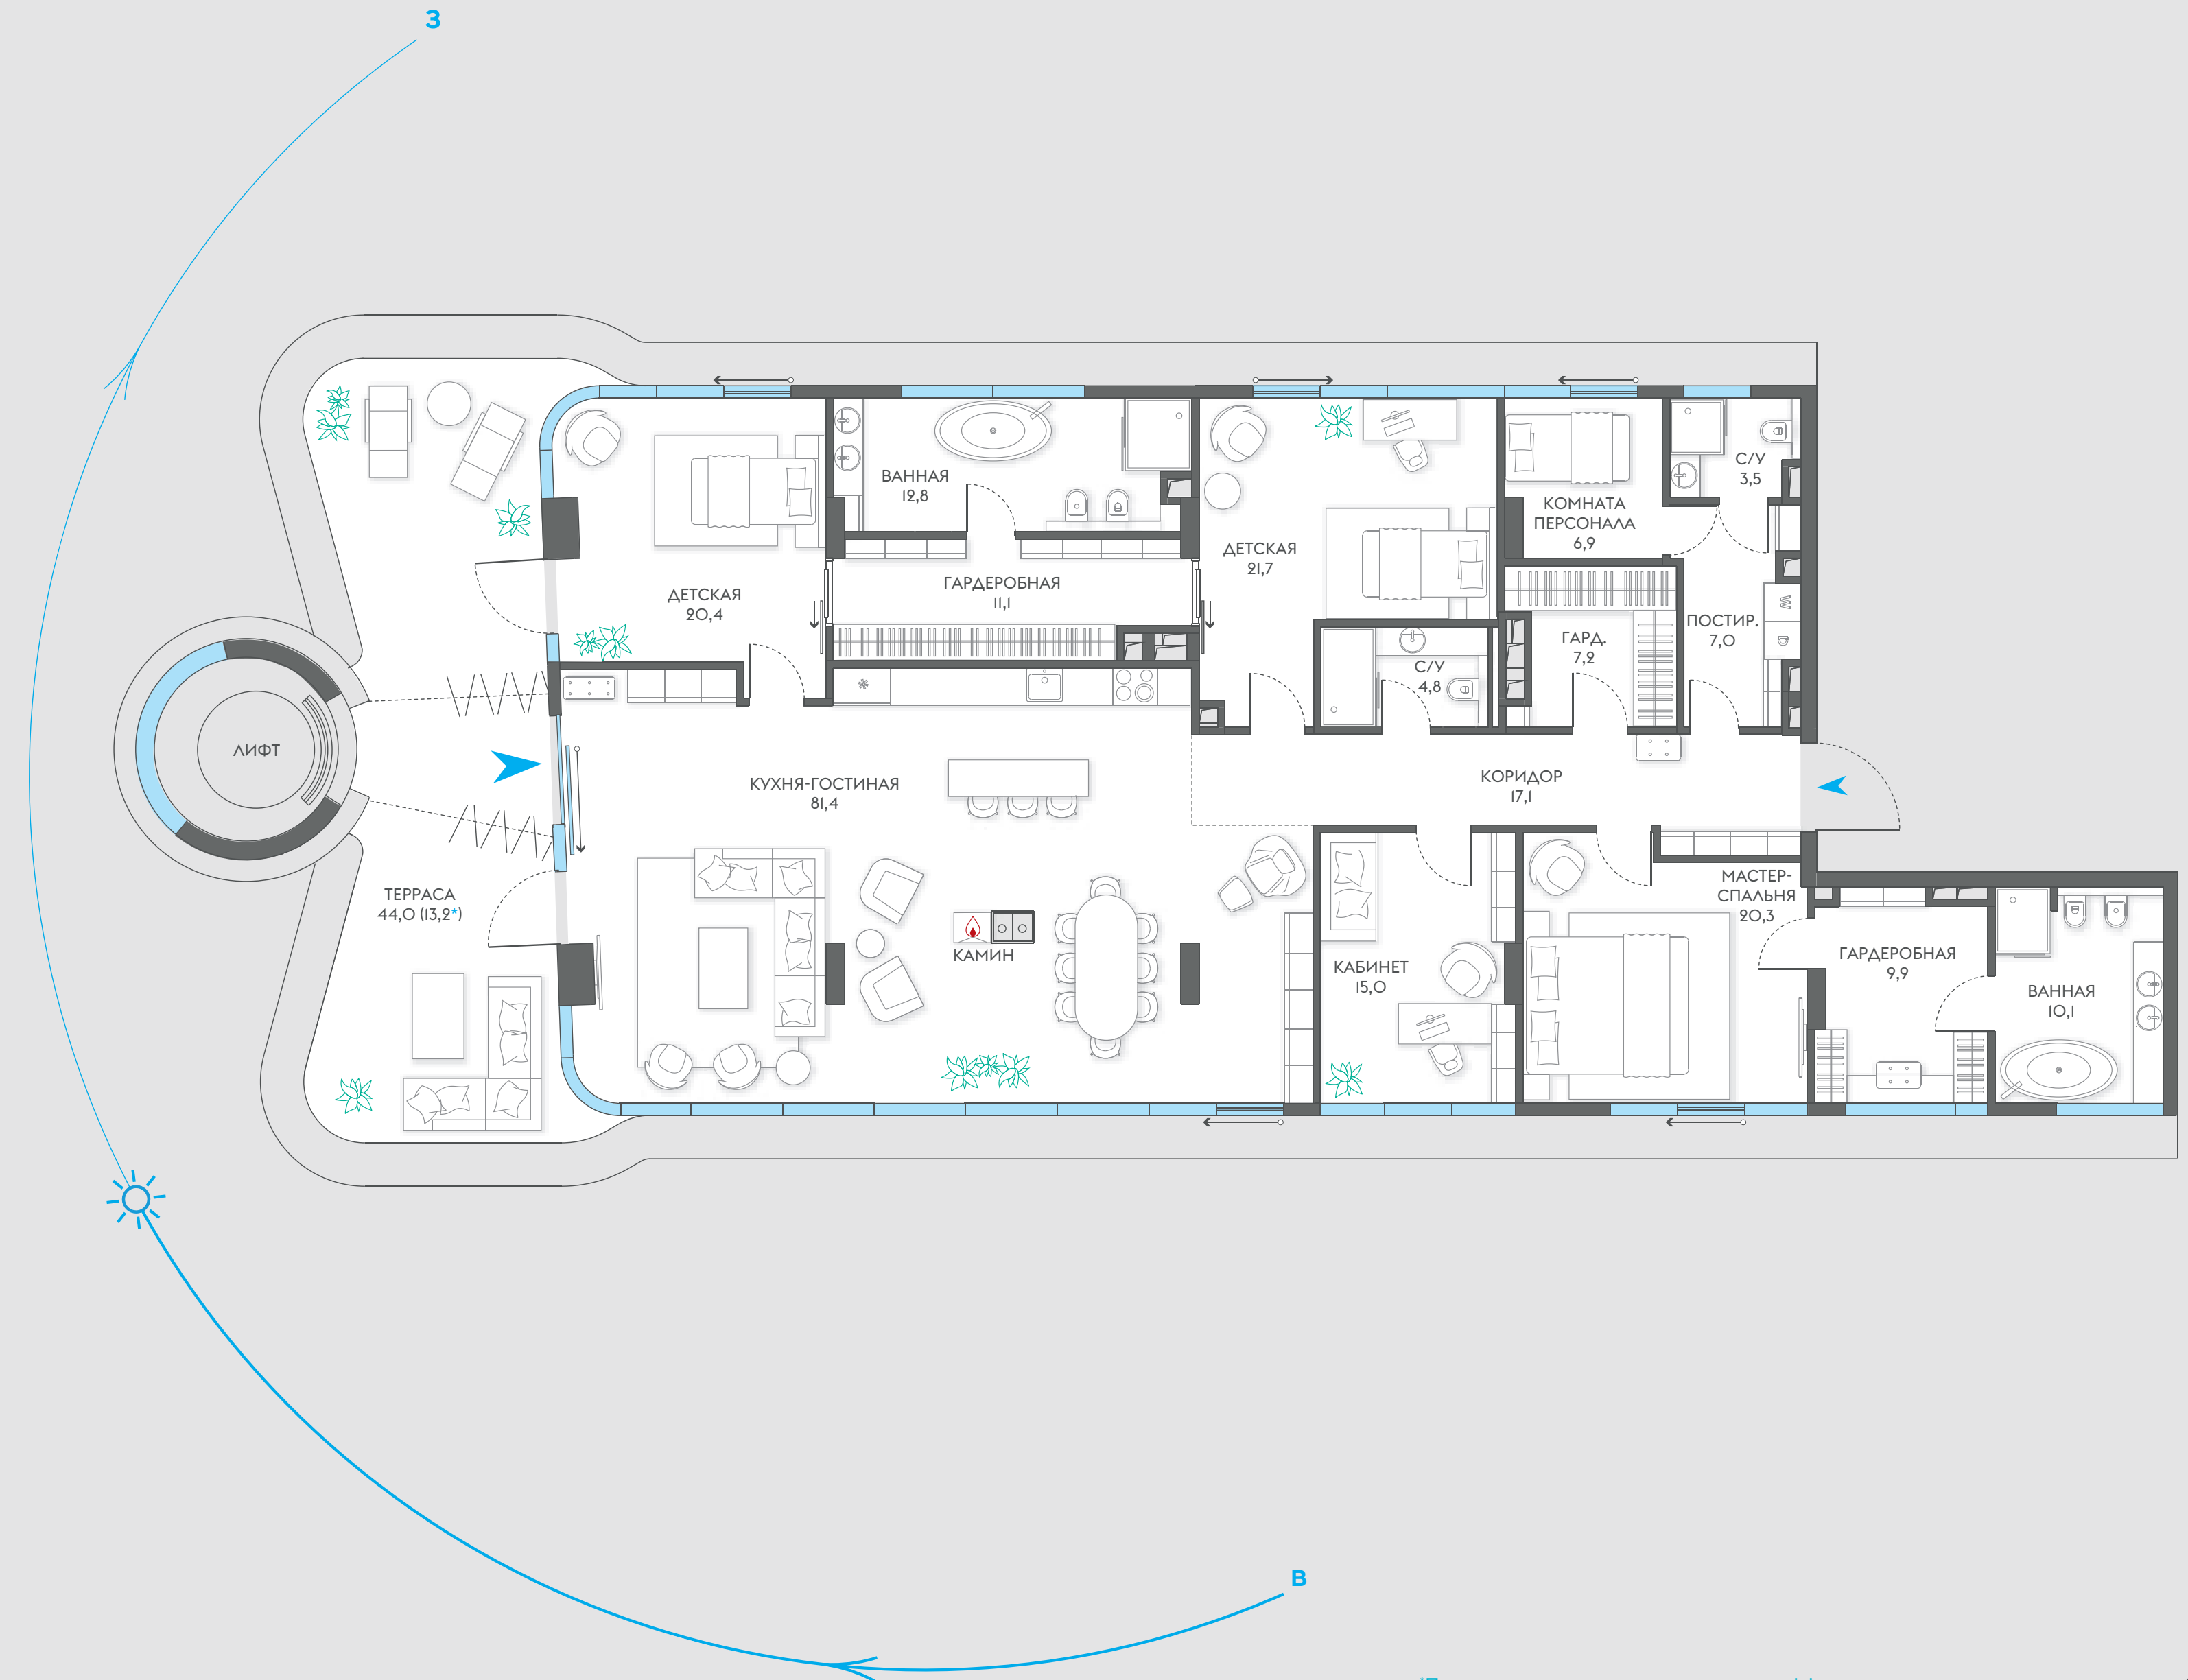 З
ВАННАЯ
12,8
ДЕТСКАЯ
21,7
КОМНАТА
ПЕРСОНАЛА
6,9
С/У
3,5
ДЕТСКАЯ
20,4
ГАРДЕРОБНАЯ
11,1
ГАРД.
7,2
ПОСТИР.
7,0
W
D
С/У
4,8
ЛИФТ
КУХНЯ-ГОСТИНАЯ
81,4
КОРИДОР
17,1
ТЕРРАСА
44,0 (13,2*)
КАМИН
КАБИНЕТ
15,0
МАСТЕР-
СПАЛЬНЯ
20,3
ГАРДЕРОБНАЯ
9,9
ВАННАЯ
10,1
В